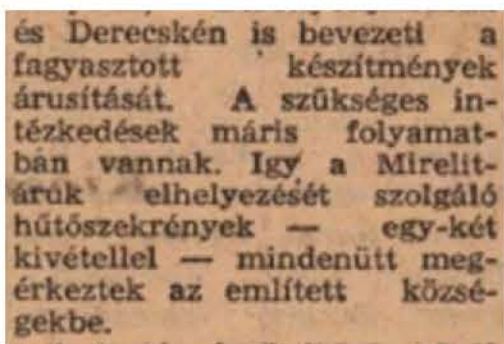 és Derecskén is bevezeti a
fagyasztott készítmények
árusítását. A szükséges in-
tézkedések máris folyamat-
ban vannak. Igy a Mirelit-
áruk elhelyezését szolgáló
hűtőszekrények — egy-két
kivétellel — mindenütt meg-
érkeztek az említett közsé-
gekbe.